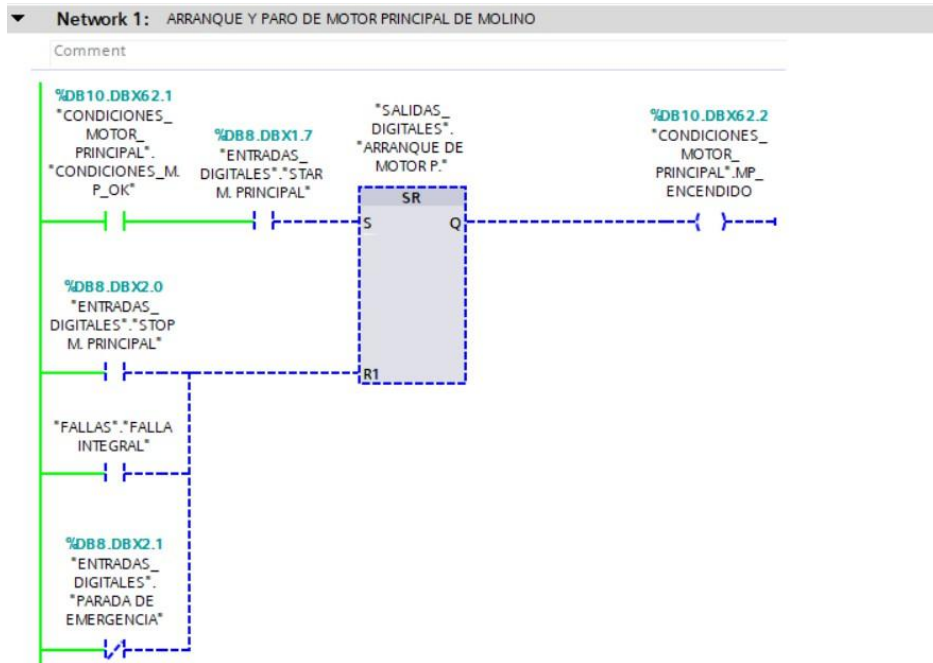 Network 1: ARRANQUE Y PARO DE MOTOR PRINCIPAL DE MOLINO
Comment
%DB10.DBX62.1
"CONDICIONES_
MOTOR_
PRINCIPAL".
"CONDICIONES_M.
P_OK"
%DB8.DBX1.7
"ENTRADAS_
DIGITALES"."STAR
M. PRINCIPAL"
"SALIDAS_
DIGITALES".
"ARRANQUE DE
MOTOR P."
SR
S
Q
R1
%DB10.DBX62.2
"CONDICIONES_
MOTOR_
PRINCIPAL".MP_
ENCENDIDO
%DB8.DBX2.0
"ENTRADAS_
DIGITALES"."STOP
M. PRINCIPAL"
"FALLAS"."FALLA
INTEGRAL"
%DB8.DBX2.1
"ENTRADAS_
DIGITALES".
"PARADA DE
EMERGENCIA"